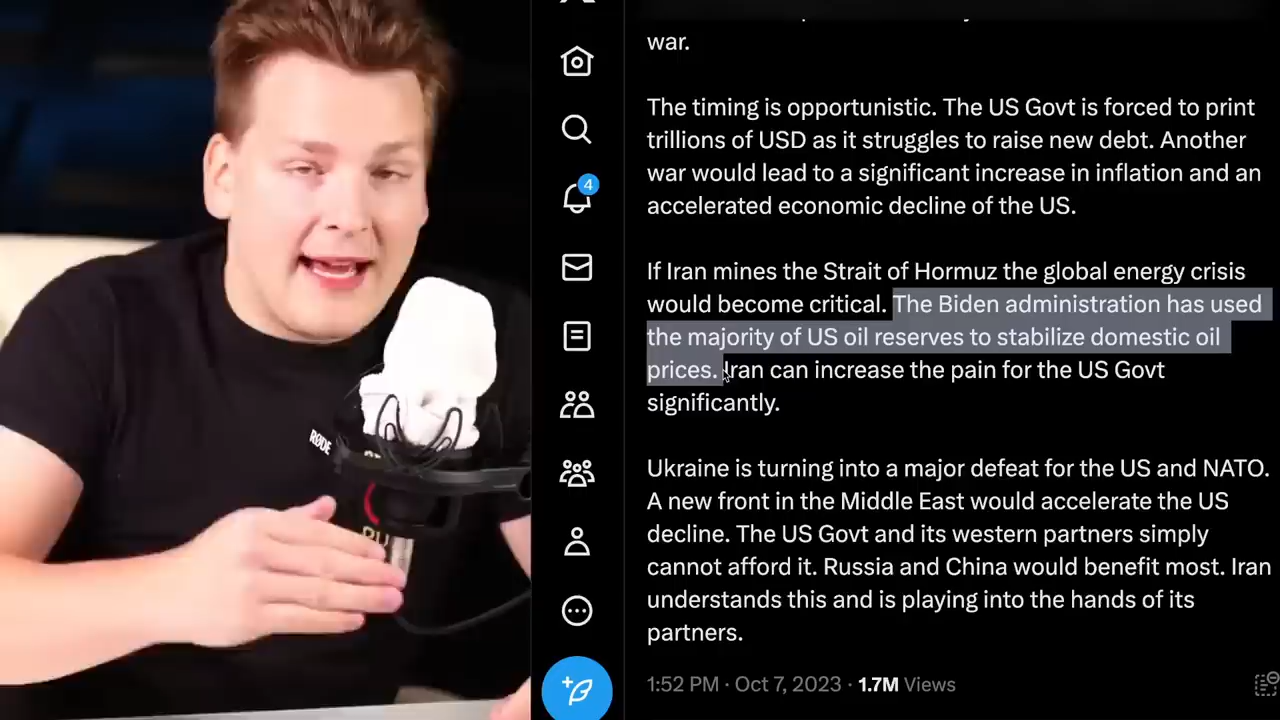 war.
The timing is opportunistic. The US Govt is forced to print
trillions of USD as it struggles to raise new debt. Another
war would lead to a significant increase in inflation and an
accelerated economic decline of the US.
If Iran mines the Strait of Hormuz the global energy crisis
would become critical. The Biden administration has used
the majority of US oil reserves to stabilize domestic oil
prices. Iran can increase the pain for the US Govt
significantly.
Ukraine is turning into a major defeat for the US and NATO.
A new front in the Middle East would accelerate the US
decline. The US Govt and its western partners simply
cannot afford it. Russia and China would benefit most. Iran
understands this and is playing into the hands of its
partners.
1:52 PM · Oct 7, 2023 · 1.7M Views
4
RØDE